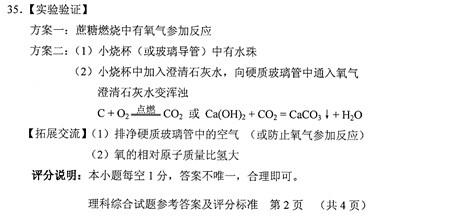 35.【实验验证】
方案一：蔗糖燃烧中有氧气参加反应
方案二：（1）小烧杯（或玻璃导管）中有水珠
（2）小烧杯中加入澄清石灰水，向硬质玻璃管中通入氧气
澄清石灰水变浑浊
C + O₂ 点燃 CO₂ 或 Ca(OH)₂ + CO₂ = CaCO₃↓ + H₂O
【拓展交流】（1）排净硬质玻璃管中的空气 （或防止氧气参加反应）
（2）氧的相对原子质量比氢大
评分说明：本小题每空 1 分，答案不唯一，合理即可。
理科综合试题参考答案及评分标准 第 2 页 （共 4 页）